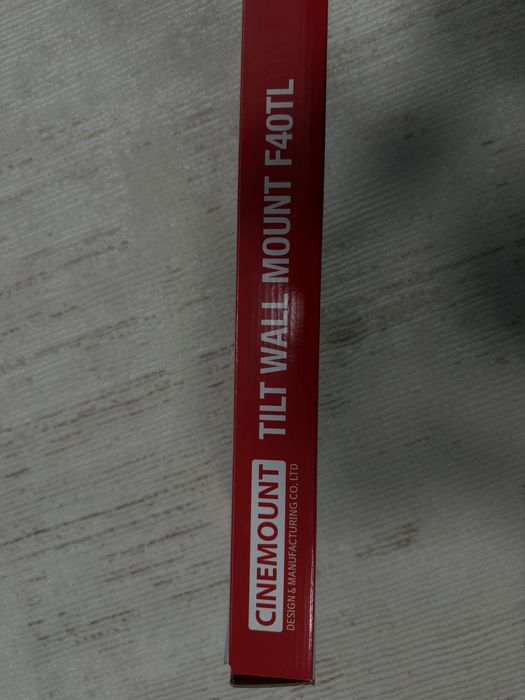 CINEMOUNT
DESIGN & MANUFACTURING CO. LTD
TILT WALL MOUNT F40TL